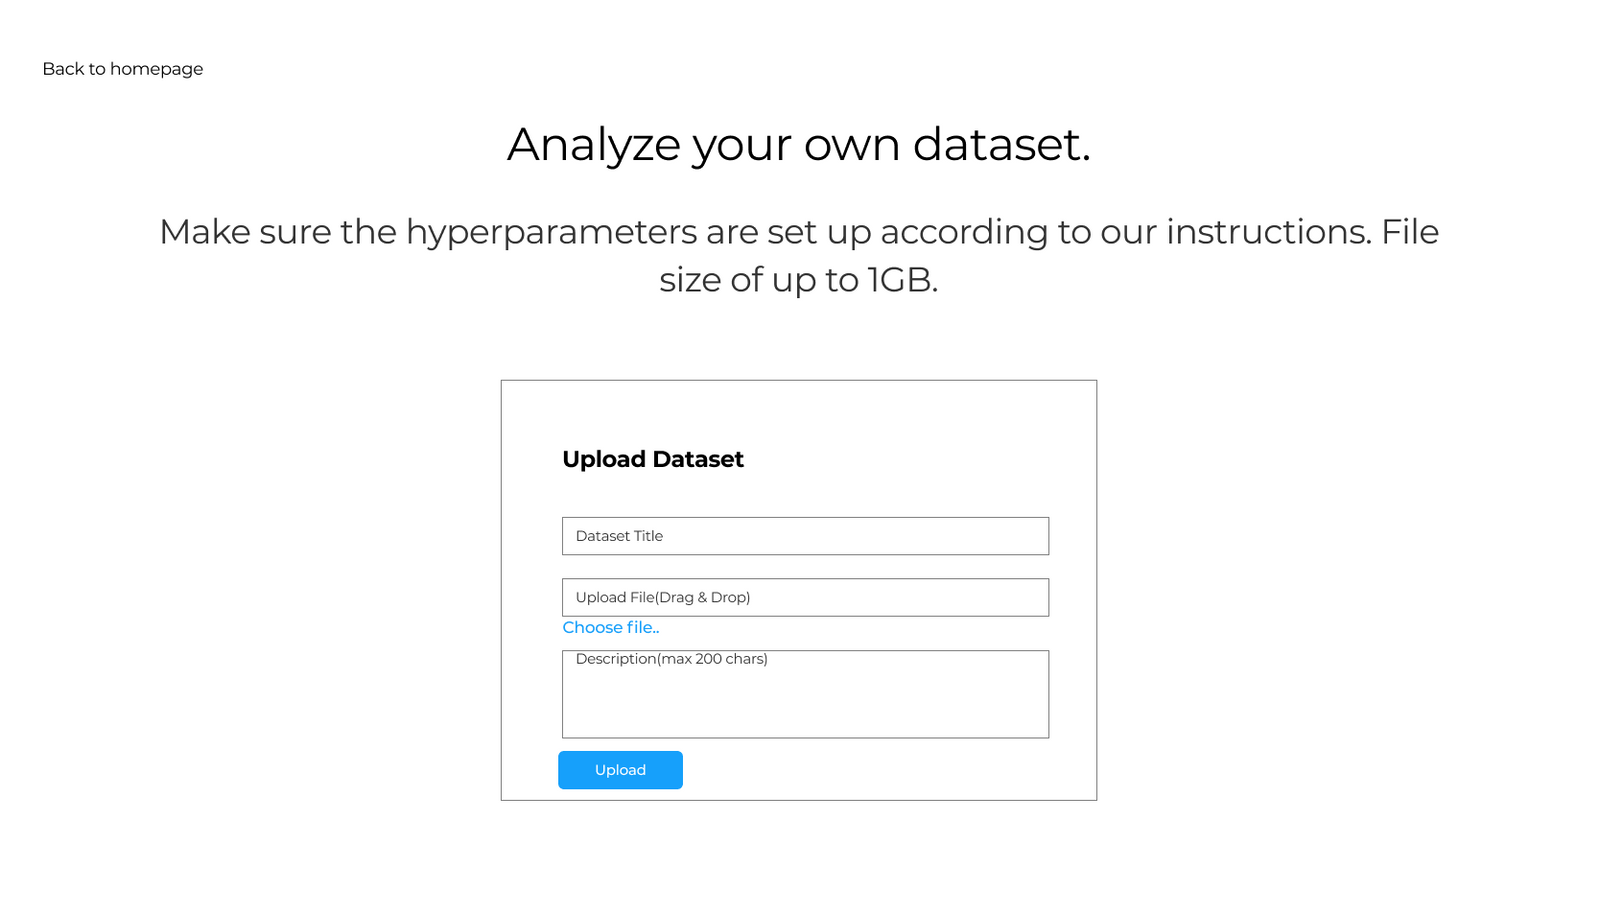 Back to homepage
Analyze your own dataset.
Make sure the hyperparameters are set up according to our instructions. File
size of up to 1GB.
Upload Dataset
Dataset Title
Upload File(Drag & Drop)
Choose file..
Description(max 200 chars)
Upload